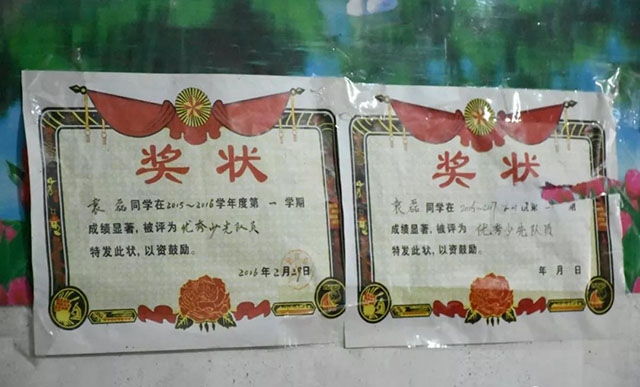 奖状
袁磊同学在2015~2016学年度第一学期
成绩显著，被评为优秀少先队员
特发此状，以资鼓励。
2016年2月29日
奖状
袁磊同学在 期
成绩显著，被评为优秀少先队员
特发此状，以资鼓励。
年月日